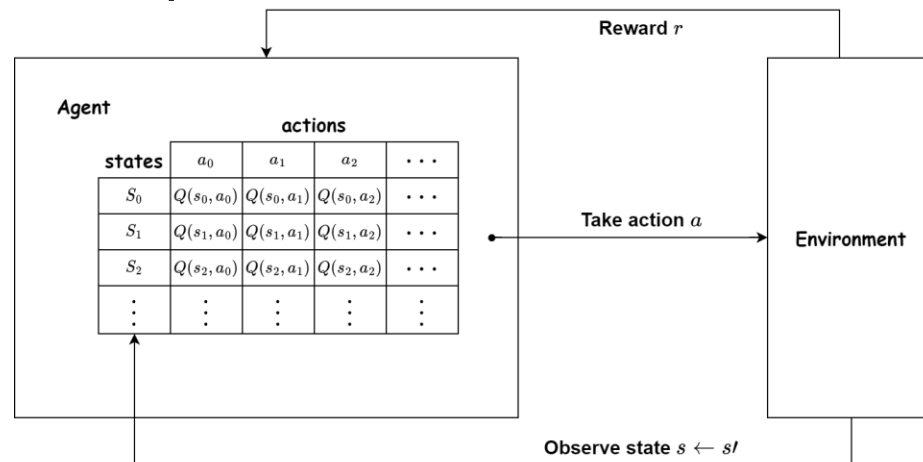 Reward r
Agent
actions
states a₀ a₁ a₂ ...
S₀ Q(s₀, a₀) Q(s₀, a₁) Q(s₀, a₂) ...
S₁ Q(s₁, a₀) Q(s₁, a₁) Q(s₁, a₂) ...
S₂ Q(s₂, a₀) Q(s₂, a₁) Q(s₂, a₂) ...
⋮ ⋮ ⋮ ⋮ ⋮
Take action a
Environment
Observe state s ← s′